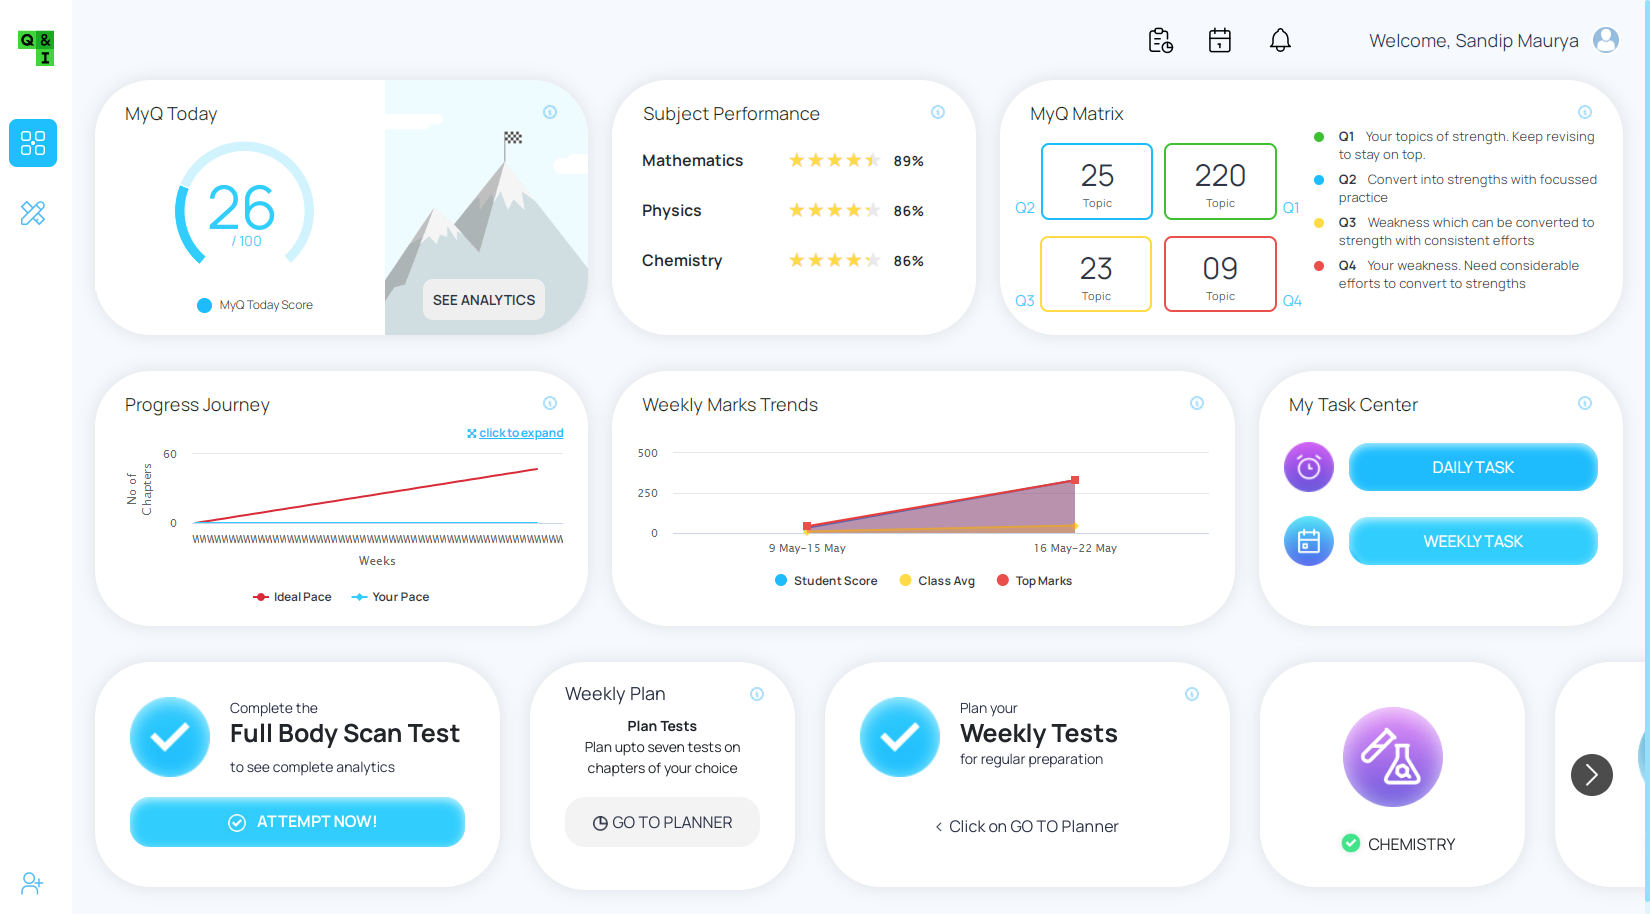 Q & I
Welcome, Sandip Maurya
MyQ Today
26
/ 100
MyQ Today Score
SEE ANALYTICS
Subject Performance
Mathematics 89%
Physics 86%
Chemistry 86%
MyQ Matrix
25
Topic
Q2
220
Topic
Q1
23
Topic
Q3
09
Topic
Q4
Q1 Your topics of strength. Keep revising
to stay on top.
Q2 Convert into strengths with focussed
practice
Q3 Weakness which can be converted to
strength with consistent efforts
Q4 Your weakness. Need considerable
efforts to convert to strengths
Progress Journey
click to expand
No of
Chapters
60
0
Weeks
Ideal Pace Your Pace
Weekly Marks Trends
500
250
0
9 May–15 May 16 May–22 May
Student Score Class Avg Top Marks
My Task Center
DAILY TASK
WEEKLY TASK
Complete the
Full Body Scan Test
to see complete analytics
ATTEMPT NOW!
Weekly Plan
Plan Tests
Plan upto seven tests on
chapters of your choice
GO TO PLANNER
Plan your
Weekly Tests
for regular preparation
‹ Click on GO TO Planner
CHEMISTRY